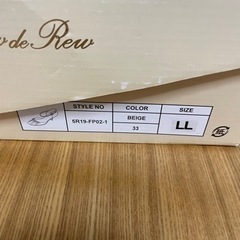 de Rew
STYLE NO COLOR SIZE
SR19-FP02-1 BEIGE LL
33